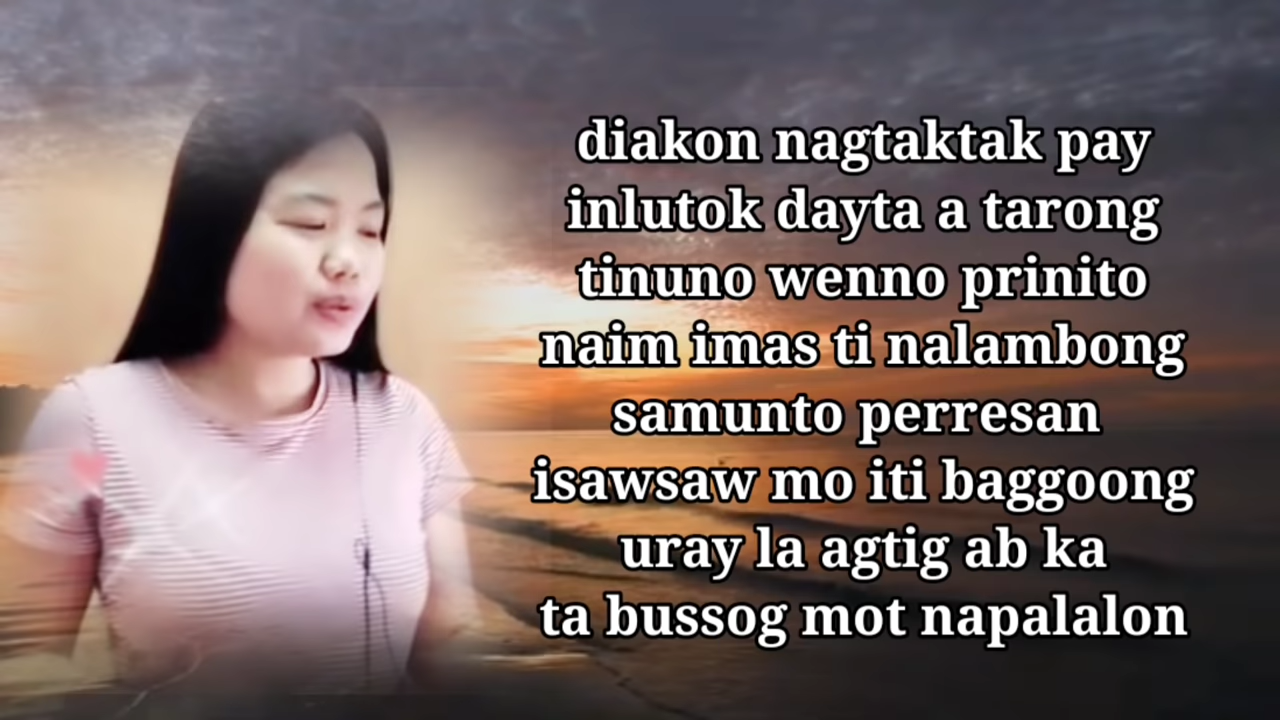 diakon nagtaktak pay
inlutok dayta a tarong
tinuno wenno prinito
naim imas ti nalambong
samunto perresan
isawsaw mo iti baggoong
uray la agtig ab ka
ta bussog mot napalalon